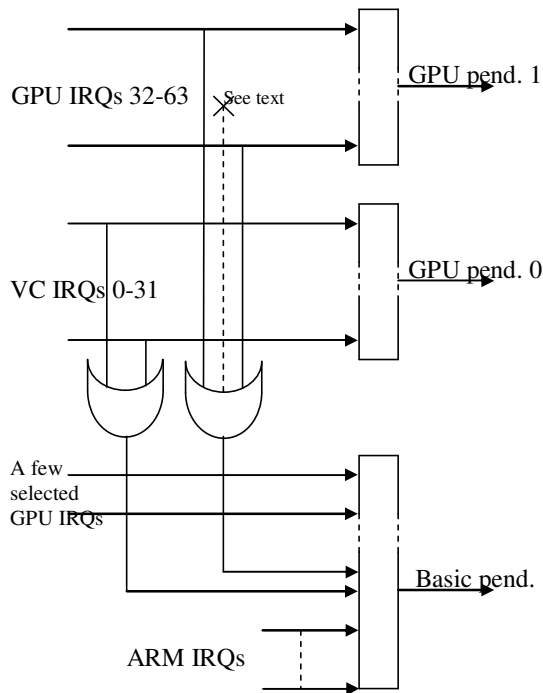 GPU pend. 1
GPU IRQs 32-63
See text
GPU pend. 0
VC IRQs 0-31
A few
selected
GPU IRQs
Basic pend.
ARM IRQs